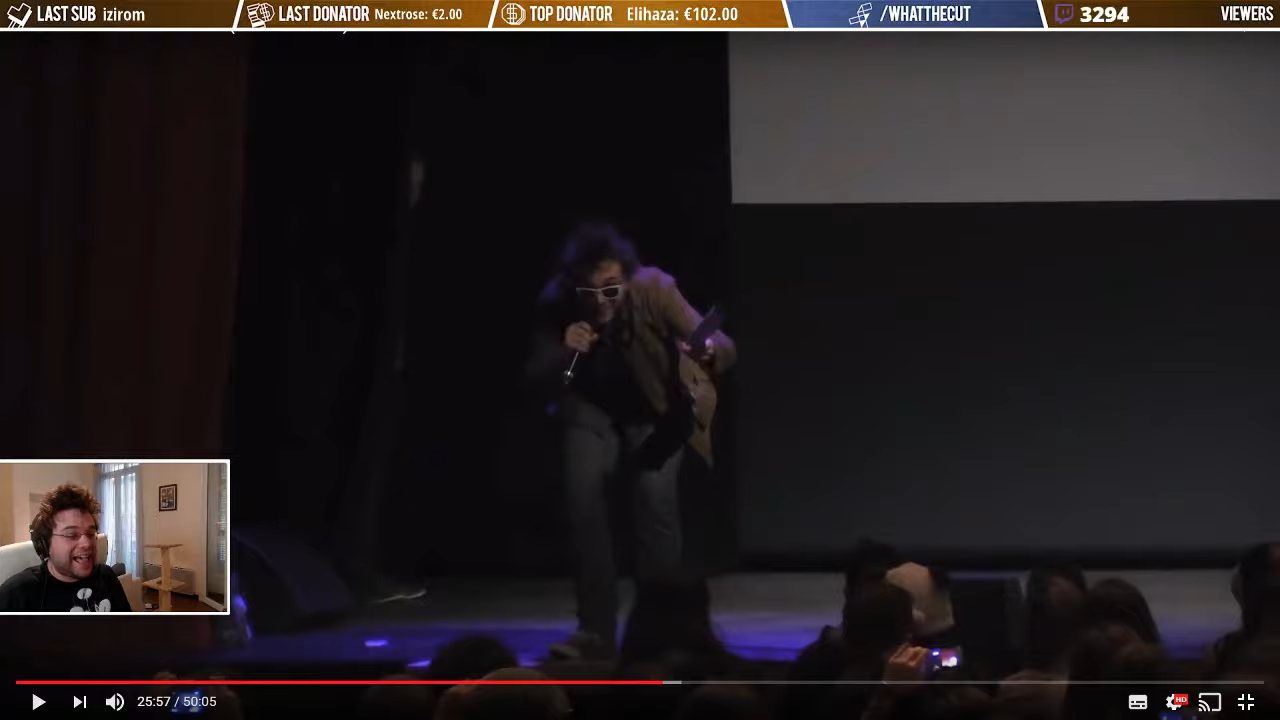 LAST SUB izirom
LAST DONATOR Nextrose: €2.00
TOP DONATOR Elihaza: €102.00
/WHATTHECUT
3294 VIEWERS
25:57 / 50:05
HD